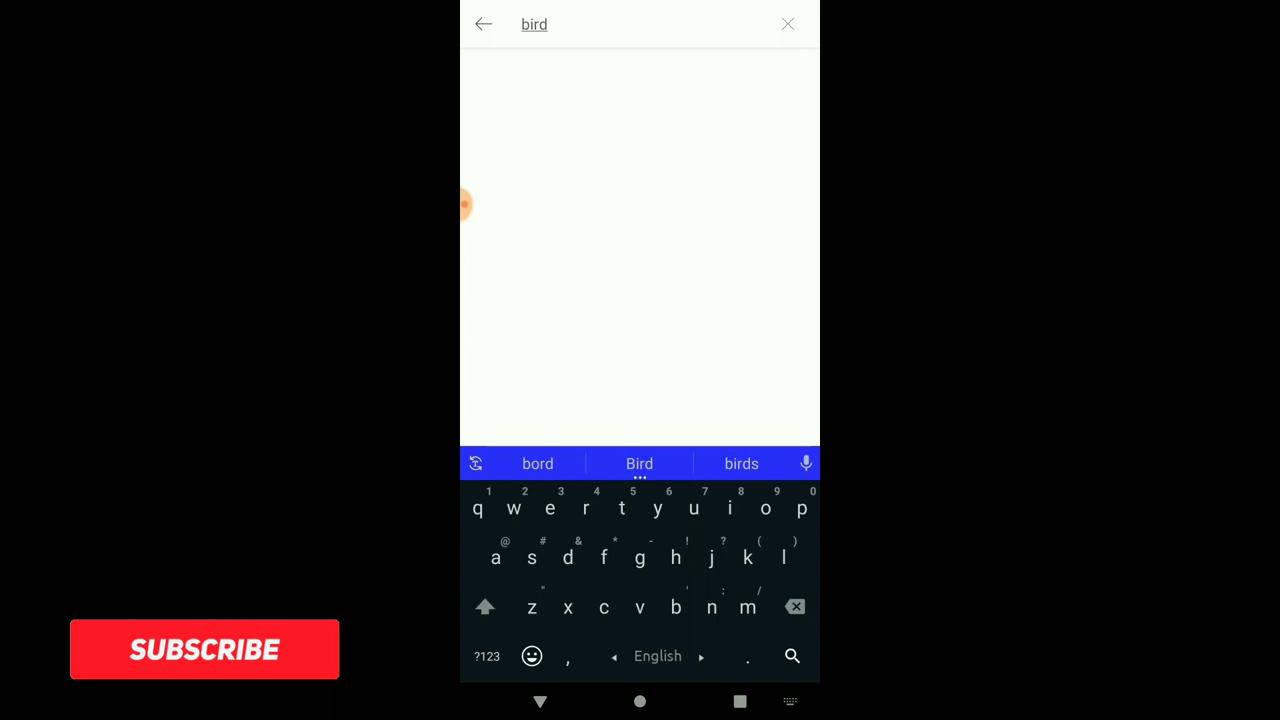 bird
bord Bird birds
1 2 3 4 5 6 7 8 9 0
q w e r t y u i o p
@ # & * - ! ? ( )
a s d f g h j k l
" ' : /
z x c v b n m
?123 , English .
SUBSCRIBE